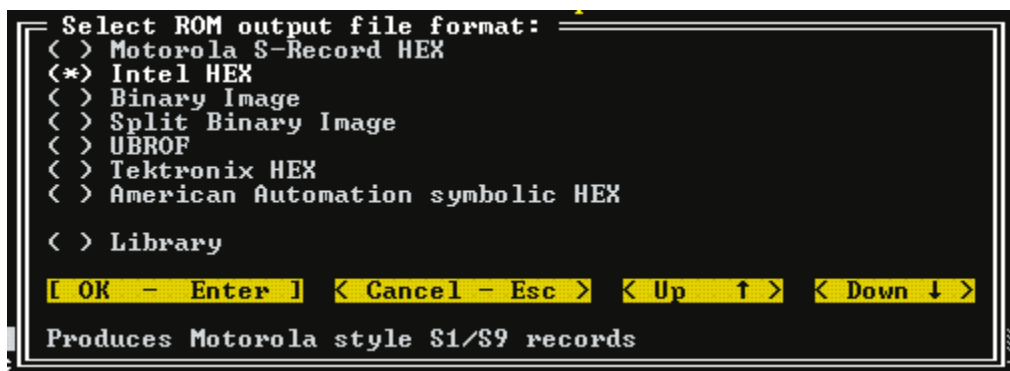 Select ROM output file format:
( ) Motorola S-Record HEX
(*) Intel HEX
( ) Binary Image
( ) Split Binary Image
( ) UBROF
( ) Tektronix HEX
( ) American Automation symbolic HEX
( ) Library
[ OK - Enter ] < Cancel - Esc > < Up ↑ > < Down ↓ >
Produces Motorola style S1/S9 records